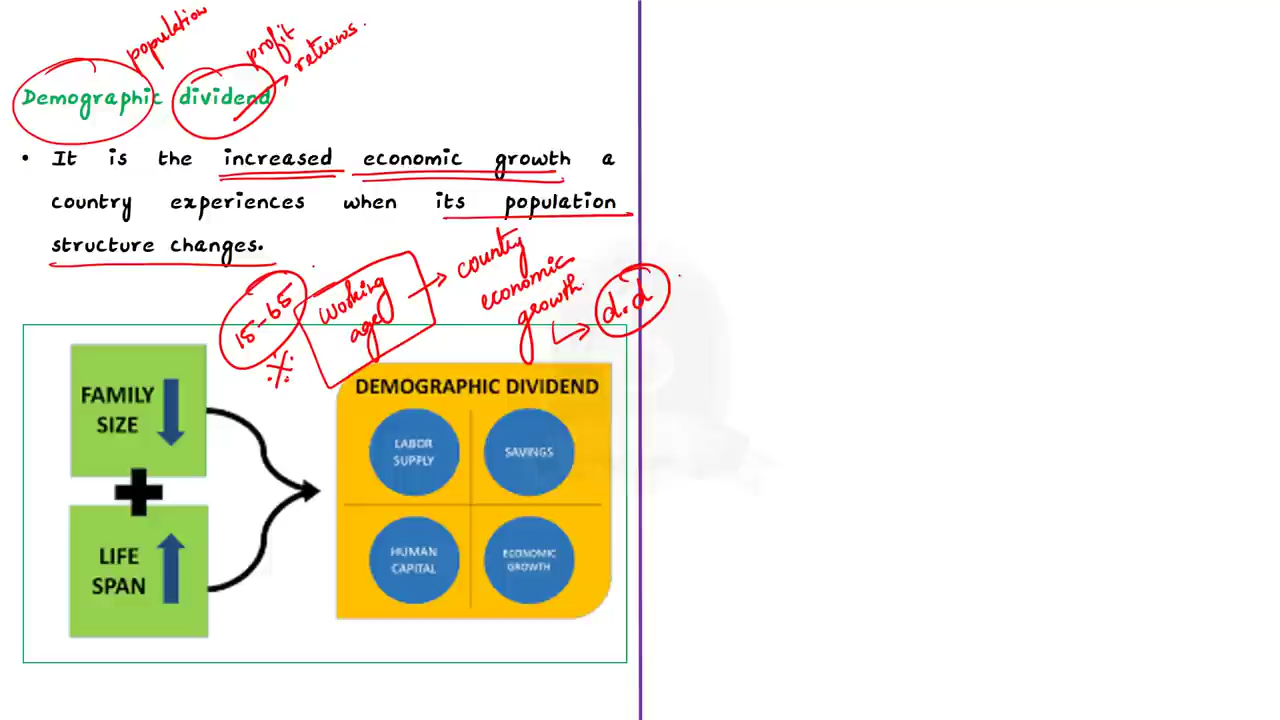 population
profit
returns.
Demographic dividend
• It is the increased economic growth a
country experiences when its population
structure changes.
15-65
working
age
country
economic
growth.
d.d
FAMILY
SIZE
LIFE
SPAN
DEMOGRAPHIC DIVIDEND
LABOR
SUPPLY
SAVINGS
HUMAN
CAPITAL
ECONOMIC
GROWTH